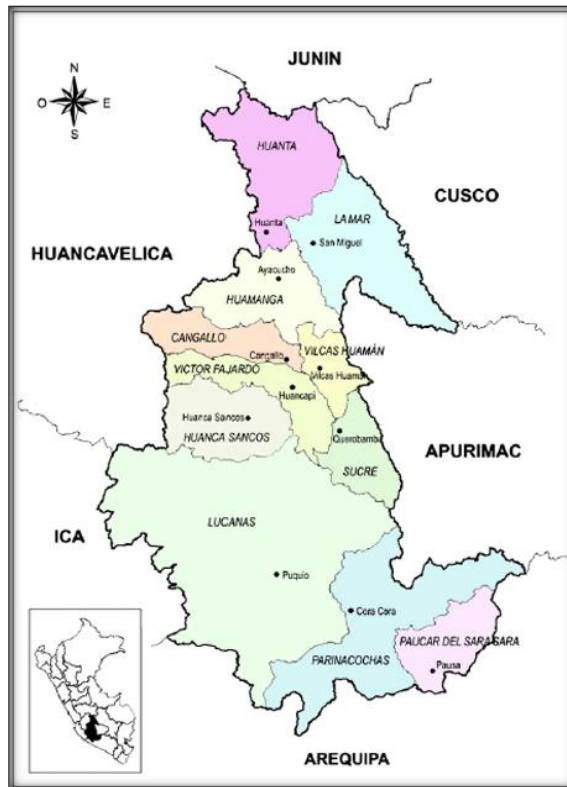 JUNIN
N
O
E
S
HUANTA
CUSCO
LA MAR
Huanta
San Miguel
HUANCAVELICA
Ayacucho
HUAMANGA
CANGALLO
VILCAS HUAMÁN
Cangallo
VICTOR FAJARDO
Vilcas Huamán
Huancapi
Huanca Sancos
HUANCA SANCOS
Querobamba
APURIMAC
SUCRE
LUCANAS
ICA
Puquio
Cora Cora
PAUCAR DEL SARA SARA
PARINACOCHAS
Pausa
AREQUIPA